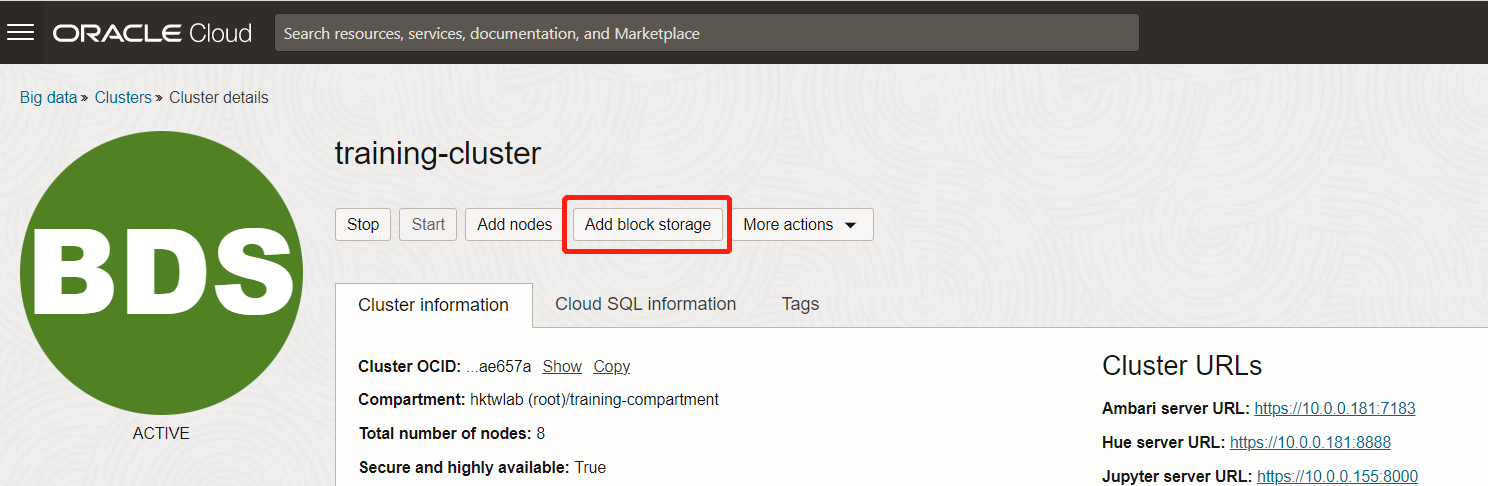 ORACLE Cloud
Search resources, services, documentation, and Marketplace
Big data » Clusters » Cluster details
BDS
ACTIVE
training-cluster
Stop Start Add nodes Add block storage More actions
Cluster information Cloud SQL information Tags
Cluster OCID: ...ae657a Show Copy
Compartment: hktwlab (root)/training-compartment
Total number of nodes: 8
Secure and highly available: True
Cluster URLs
Ambari server URL: https://10.0.0.181:7183
Hue server URL: https://10.0.0.181:8888
Jupyter server URL: https://10.0.0.155:8000